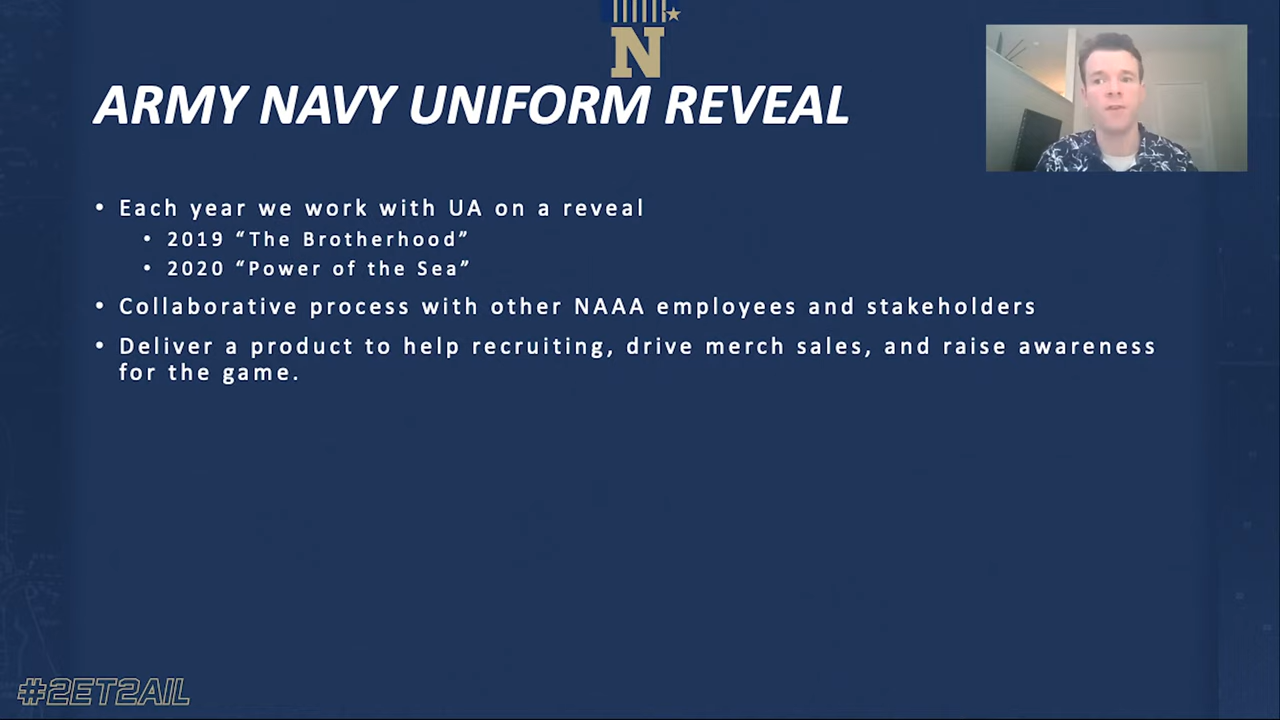 N
ARMY NAVY UNIFORM REVEAL
• Each year we work with UA on a reveal
• 2019 “The Brotherhood”
• 2020 “Power of the Sea”
• Collaborative process with other NAAA employees and stakeholders
• Deliver a product to help recruiting, drive merch sales, and raise awareness
for the game.
#2ET2AIL